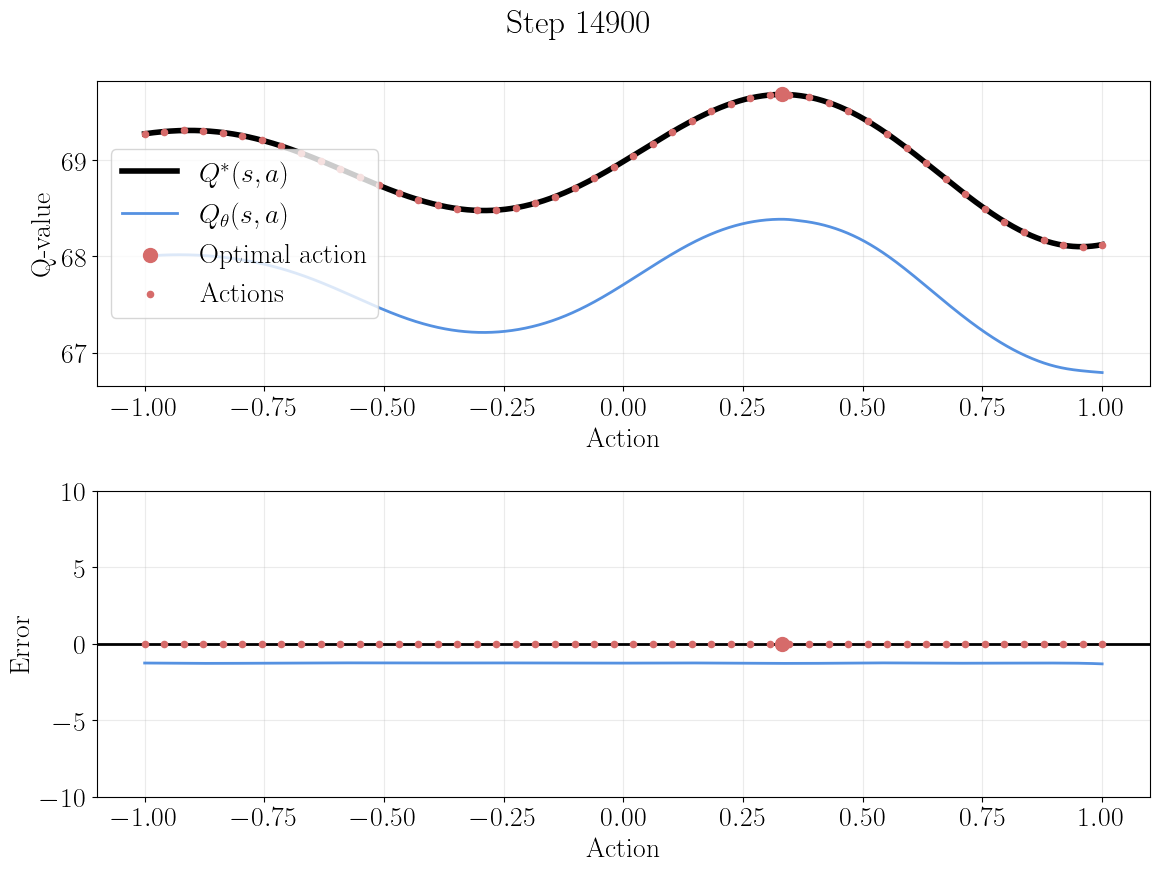 Step 14900
69
68
67
Q-value
Q*(s, a)
Qθ(s, a)
Optimal action
Actions
−1.00 −0.75 −0.50 −0.25 0.00 0.25 0.50 0.75 1.00
Action
10
5
0
−5
−10
Error
−1.00 −0.75 −0.50 −0.25 0.00 0.25 0.50 0.75 1.00
Action